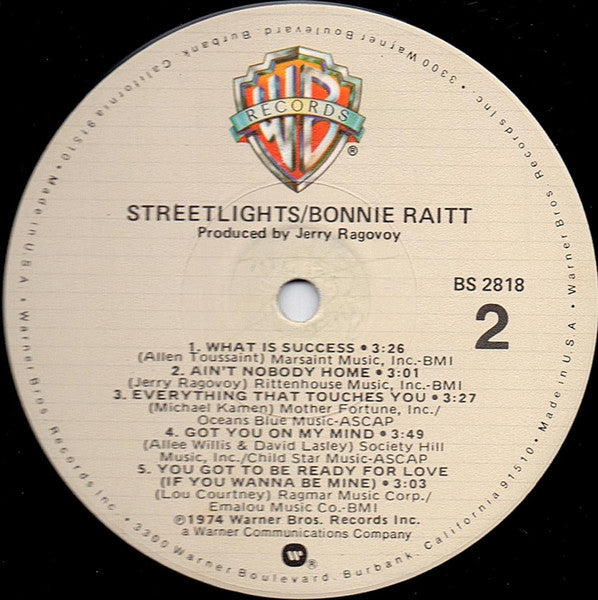 3300 Warner Boulevard, Burbank, California 91510 • Made in U.S.A. • Warner Bros. Records Inc. • 3300 Warner Boulevard, Burbank, California 91510 • Made in U.S.A. • Warner Bros. Records Inc. •
WB
RECORDS
®
STREETLIGHTS/BONNIE RAITT
Produced by Jerry Ragovoy
BS 2818
2
1. WHAT IS SUCCESS • 3:26
(Allen Toussaint) Marsaint Music, Inc.-BMI
2. AIN'T NOBODY HOME • 3:01
(Jerry Ragovoy) Rittenhouse Music, Inc.-BMI
3. EVERYTHING THAT TOUCHES YOU • 3:27
(Michael Kamen) Mother Fortune, Inc./
Oceans Blue Music-ASCAP
4. GOT YOU ON MY MIND • 3:49
(Allee Willis & David Lasley) Society Hill
Music, Inc./Child Star Music-ASCAP
5. YOU GOT TO BE READY FOR LOVE
(IF YOU WANNA BE MINE) • 3:03
(Lou Courtney) Ragmar Music Corp./
Emalou Music Co.-BMI
℗1974 Warner Bros. Records Inc.
a Warner Communications Company
W
®